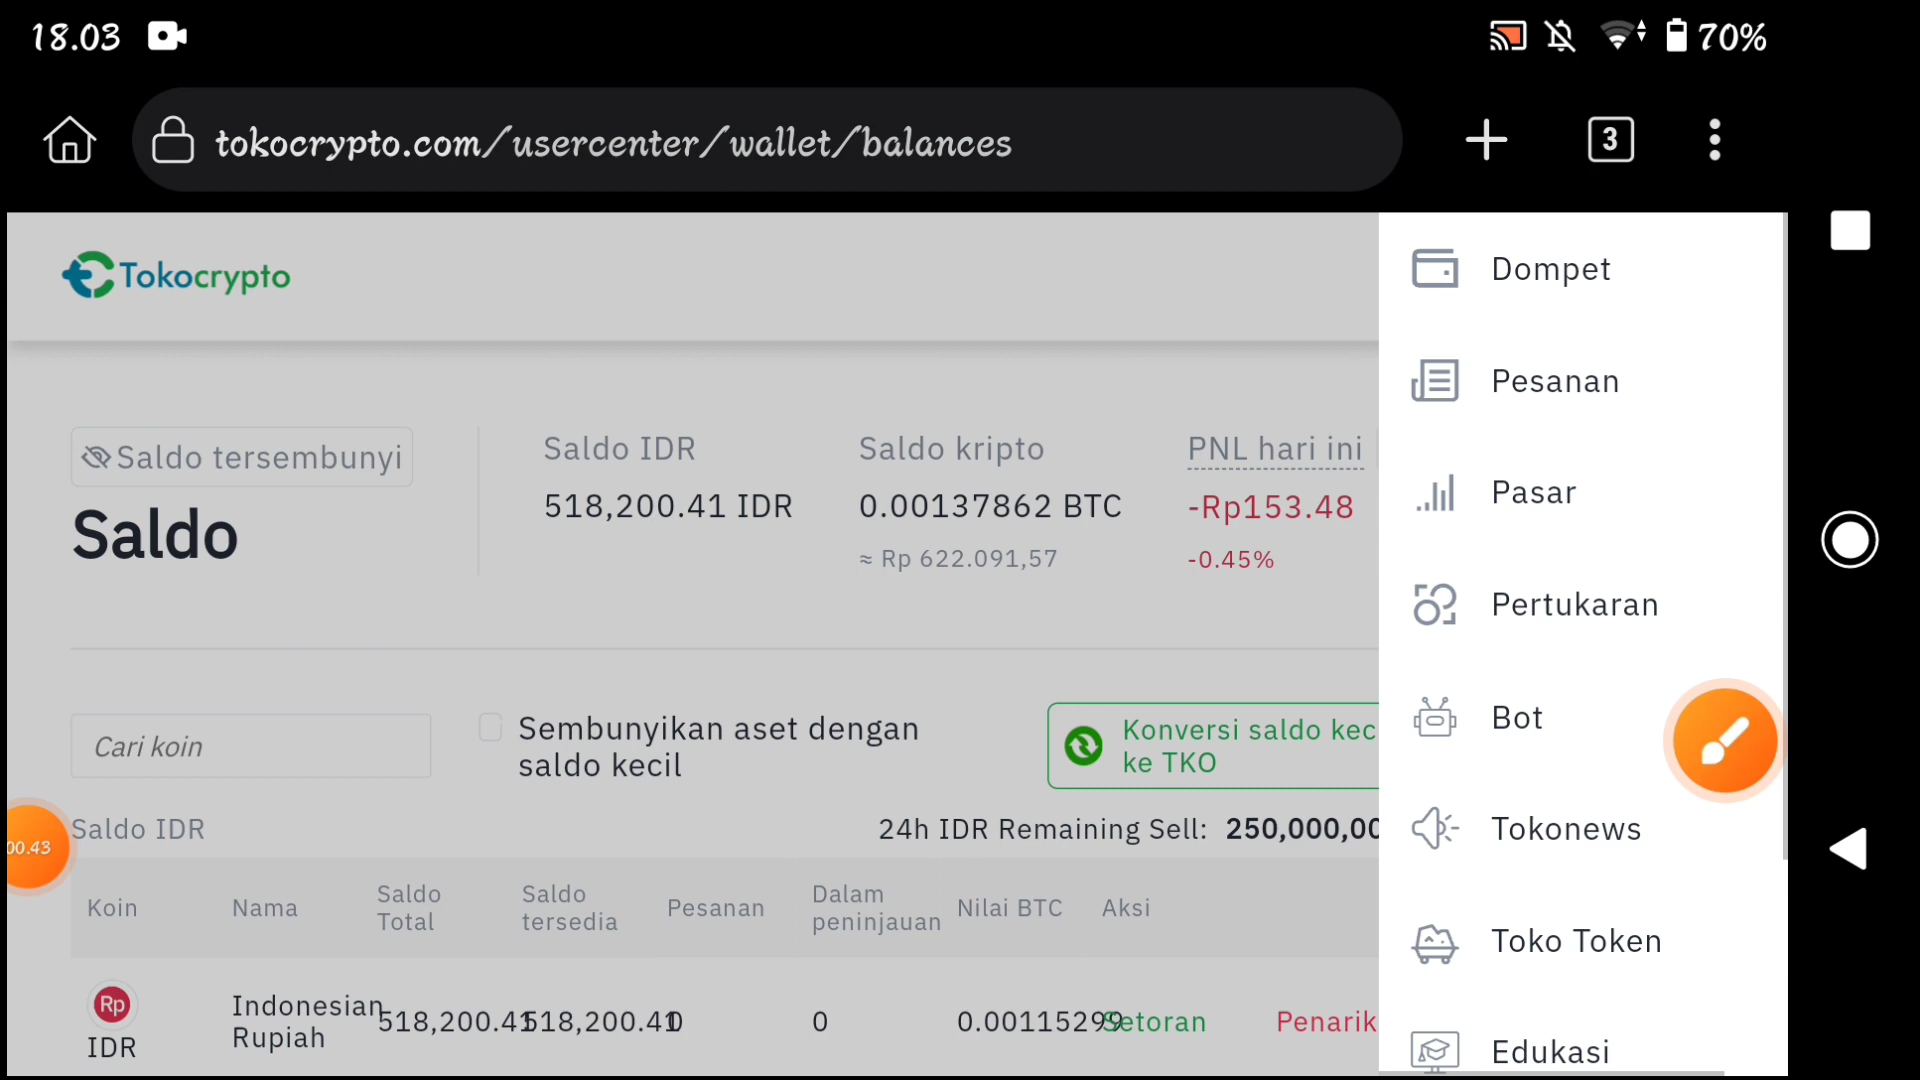 18.03
70%
tokocrypto.com/usercenter/wallet/balances
3
Tokocrypto
Saldo tersembunyi
Saldo
Saldo IDR
518,200.41 IDR
Saldo kripto
0.00137862 BTC
≈ Rp 622.091,57
PNL hari ini
-Rp153.48
-0.45%
Cari koin
Sembunyikan aset dengan
saldo kecil
Konversi saldo kec
ke TKO
00.43
Saldo IDR
24h IDR Remaining Sell: 250,000,00
Koin
Nama
Saldo
Total
Saldo
tersedia
Pesanan
Dalam
peninjauan
Nilai BTC
Aksi
Rp
IDR
Indonesian
Rupiah
518,200.41
518,200.41
0
0
0.00115299
Setoran
Penarik
Dompet
Pesanan
Pasar
Pertukaran
Bot
Tokonews
Toko Token
Edukasi